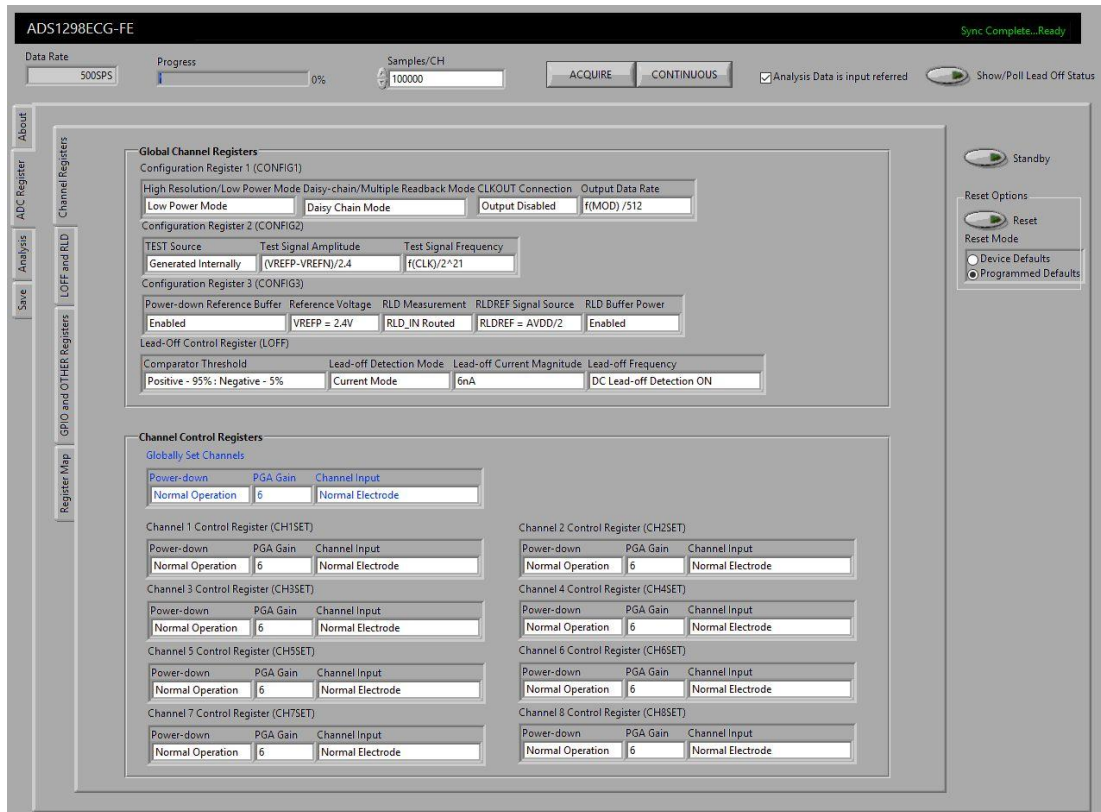 ADS1298ECG-FE
Sync Complete...Ready
Data Rate
500SPS
Progress
0%
Samples/CH
100000
ACQUIRE
CONTINUOUS
Analysis Data is input referred
Show/Poll Lead Off Status
About
ADC Register
Analysis
Save
Channel Registers
LOFF and RLD
GPIO and OTHER Registers
Register Map
Global Channel Registers
Configuration Register 1 (CONFIG1)
High Resolution/Low Power Mode Daisy-chain/Multiple Readback Mode CLKOUT Connection Output Data Rate
Low Power Mode Daisy Chain Mode Output Disabled f(MOD) /512
Configuration Register 2 (CONFIG2)
TEST Source Test Signal Amplitude Test Signal Frequency
Generated Internally (VREFP-VREFN)/2.4 f(CLK)/2^21
Configuration Register 3 (CONFIG3)
Power-down Reference Buffer Reference Voltage RLD Measurement RLDREF Signal Source RLD Buffer Power
Enabled VREFP = 2.4V RLD_IN Routed RLDREF = AVDD/2 Enabled
Lead-Off Control Register (LOFF)
Comparator Threshold Lead-off Detection Mode Lead-off Current Magnitude Lead-off Frequency
Positive - 95% : Negative - 5% Current Mode 6nA DC Lead-off Detection ON
Channel Control Registers
Globally Set Channels
Power-down PGA Gain Channel Input
Normal Operation 6 Normal Electrode
Channel 1 Control Register (CH1SET)
Power-down PGA Gain Channel Input
Normal Operation 6 Normal Electrode
Channel 2 Control Register (CH2SET)
Power-down PGA Gain Channel Input
Normal Operation 6 Normal Electrode
Channel 3 Control Register (CH3SET)
Power-down PGA Gain Channel Input
Normal Operation 6 Normal Electrode
Channel 4 Control Register (CH4SET)
Power-down PGA Gain Channel Input
Normal Operation 6 Normal Electrode
Channel 5 Control Register (CH5SET)
Power-down PGA Gain Channel Input
Normal Operation 6 Normal Electrode
Channel 6 Control Register (CH6SET)
Power-down PGA Gain Channel Input
Normal Operation 6 Normal Electrode
Channel 7 Control Register (CH7SET)
Power-down PGA Gain Channel Input
Normal Operation 6 Normal Electrode
Channel 8 Control Register (CH8SET)
Power-down PGA Gain Channel Input
Normal Operation 6 Normal Electrode
Standby
Reset Options
Reset
Reset Mode
Device Defaults
Programmed Defaults